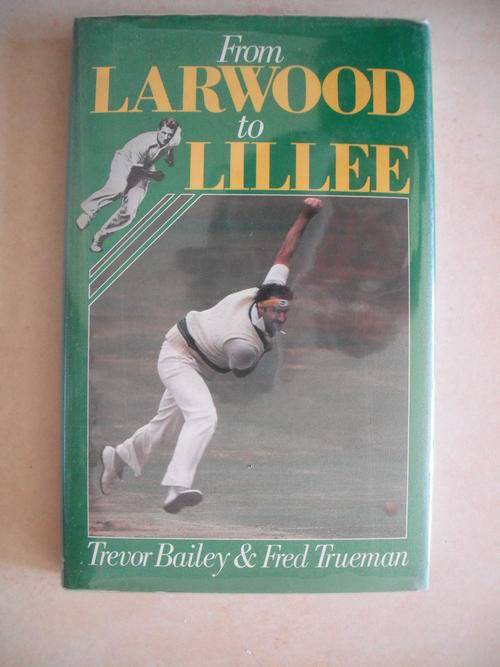 From
LARWOOD
to
LILLEE
Trevor Bailey & Fred Trueman